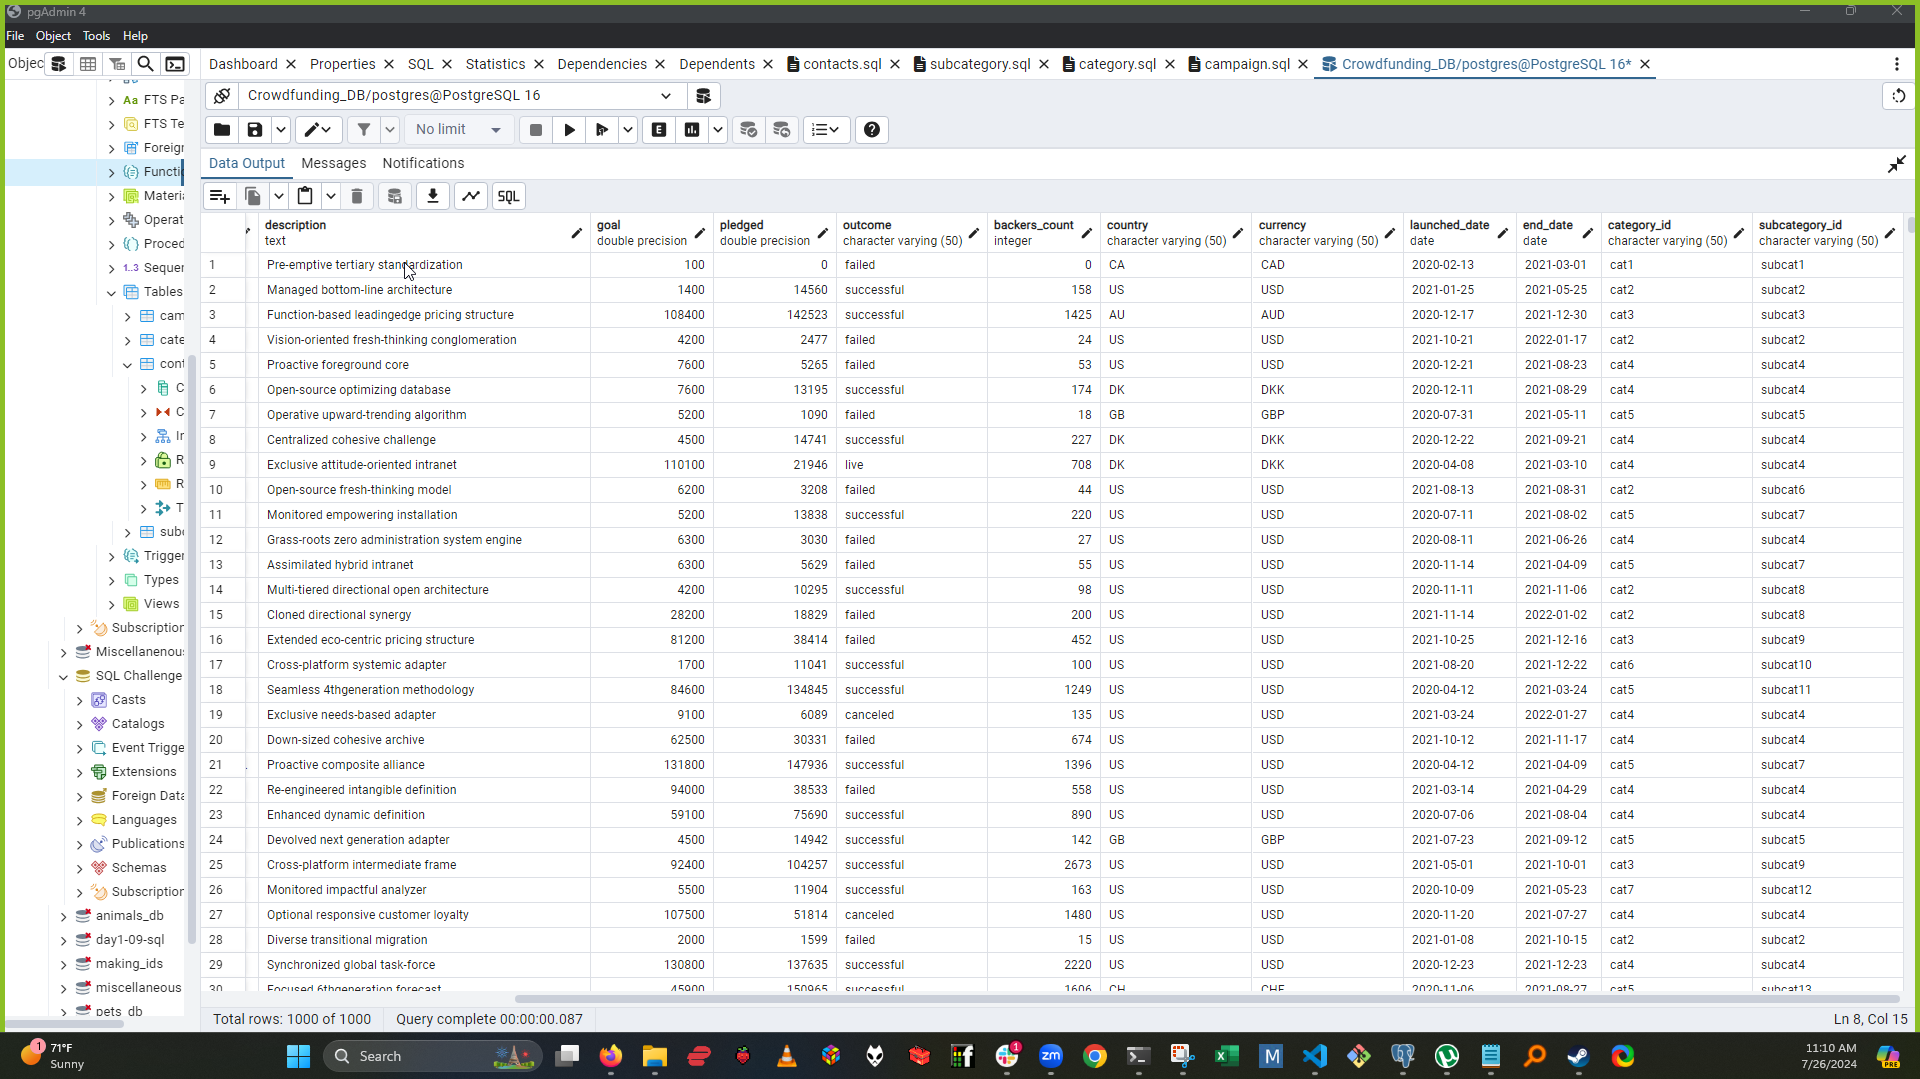 pgAdmin 4
File Object Tools Help
Objec Dashboard Properties SQL Statistics Dependencies Dependents contacts.sql subcategory.sql category.sql campaign.sql Crowdfunding_DB/postgres@PostgreSQL 16*
Crowdfunding_DB/postgres@PostgreSQL 16
No limit E
Data Output Messages Notifications
SQL
FTS Pa
FTS Te
Foreign
Functi
Materia
Operat
Proced
1..3 Sequer
Tables
cam
cate
cont
C
C
In
R
R
T
subc
Trigger
Types
Views
Subscription
Miscellaneous
SQL Challenge
Casts
Catalogs
Event Trigge
Extensions
Foreign Data
Languages
Publications
Schemas
Subscription
animals_db
day1-09-sql
making_ids
miscellaneous
pets_db
description goal pledged outcome backers_count country currency launched_date end_date category_id subcategory_id
text double precision double precision character varying (50) integer character varying (50) character varying (50) date date character varying (50) character varying (50)
1 Pre-emptive tertiary standardization 100 0 failed 0 CA CAD 2020-02-13 2021-03-01 cat1 subcat1
2 Managed bottom-line architecture 1400 14560 successful 158 US USD 2021-01-25 2021-05-25 cat2 subcat2
3 Function-based leadingedge pricing structure 108400 142523 successful 1425 AU AUD 2020-12-17 2021-12-30 cat3 subcat3
4 Vision-oriented fresh-thinking conglomeration 4200 2477 failed 24 US USD 2021-10-21 2022-01-17 cat2 subcat2
5 Proactive foreground core 7600 5265 failed 53 US USD 2020-12-21 2021-08-23 cat4 subcat4
6 Open-source optimizing database 7600 13195 successful 174 DK DKK 2020-12-11 2021-08-29 cat4 subcat4
7 Operative upward-trending algorithm 5200 1090 failed 18 GB GBP 2020-07-31 2021-05-11 cat5 subcat5
8 Centralized cohesive challenge 4500 14741 successful 227 DK DKK 2020-12-22 2021-09-21 cat4 subcat4
9 Exclusive attitude-oriented intranet 110100 21946 live 708 DK DKK 2020-04-08 2021-03-10 cat4 subcat4
10 Open-source fresh-thinking model 6200 3208 failed 44 US USD 2021-08-13 2021-08-31 cat2 subcat6
11 Monitored empowering installation 5200 13838 successful 220 US USD 2020-07-11 2021-08-02 cat5 subcat7
12 Grass-roots zero administration system engine 6300 3030 failed 27 US USD 2020-08-11 2021-06-26 cat4 subcat4
13 Assimilated hybrid intranet 6300 5629 failed 55 US USD 2020-11-14 2021-04-09 cat5 subcat7
14 Multi-tiered directional open architecture 4200 10295 successful 98 US USD 2020-11-11 2021-11-06 cat2 subcat8
15 Cloned directional synergy 28200 18829 failed 200 US USD 2021-11-14 2022-01-02 cat2 subcat8
16 Extended eco-centric pricing structure 81200 38414 failed 452 US USD 2021-10-25 2021-12-16 cat3 subcat9
17 Cross-platform systemic adapter 1700 11041 successful 100 US USD 2021-08-20 2021-12-22 cat6 subcat10
18 Seamless 4thgeneration methodology 84600 134845 successful 1249 US USD 2020-04-12 2021-03-24 cat5 subcat11
19 Exclusive needs-based adapter 9100 6089 canceled 135 US USD 2021-03-24 2022-01-27 cat4 subcat4
20 Down-sized cohesive archive 62500 30331 failed 674 US USD 2021-10-12 2021-11-17 cat4 subcat4
21 Proactive composite alliance 131800 147936 successful 1396 US USD 2020-04-12 2021-04-09 cat5 subcat7
22 Re-engineered intangible definition 94000 38533 failed 558 US USD 2021-03-14 2021-04-29 cat4 subcat4
23 Enhanced dynamic definition 59100 75690 successful 890 US USD 2020-07-06 2021-08-04 cat4 subcat4
24 Devolved next generation adapter 4500 14942 successful 142 GB GBP 2021-07-23 2021-09-12 cat5 subcat5
25 Cross-platform intermediate frame 92400 104257 successful 2673 US USD 2021-05-01 2021-10-01 cat3 subcat9
26 Monitored impactful analyzer 5500 11904 successful 163 US USD 2020-10-09 2021-05-23 cat7 subcat12
27 Optional responsive customer loyalty 107500 51814 canceled 1480 US USD 2020-11-20 2021-07-27 cat4 subcat4
28 Diverse transitional migration 2000 1599 failed 15 US USD 2021-01-08 2021-10-15 cat2 subcat2
29 Synchronized global task-force 130800 137635 successful 2220 US USD 2020-12-23 2021-12-23 cat4 subcat4
30 Focused 6thgeneration forecast 45900 150965 successful 1606 CH CHF 2020-11-06 2021-08-27 cat5 subcat13
Total rows: 1000 of 1000 Query complete 00:00:00.087 Ln 8, Col 15
71°F
Sunny
Search
11:10 AM
7/26/2024